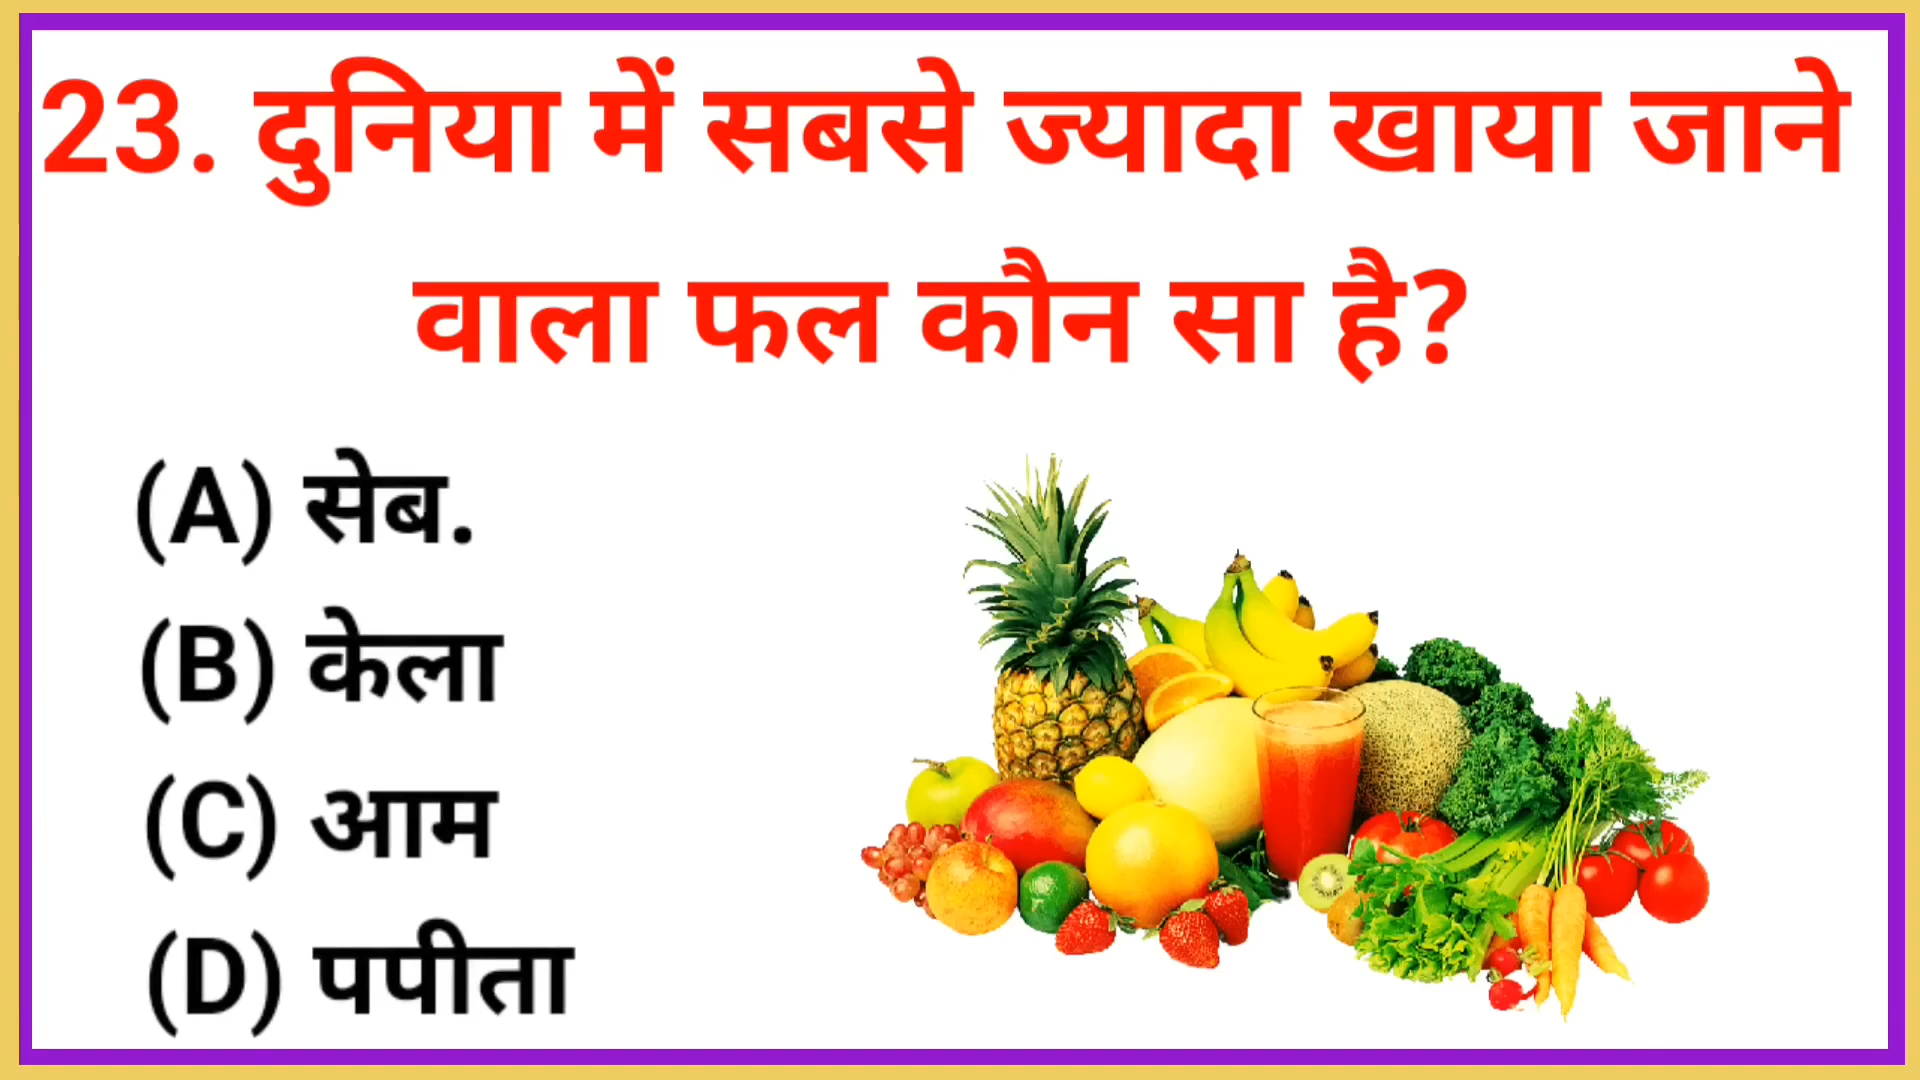 23. दुनिया में सबसे ज्यादा खाया जाने
वाला फल कौन सा है?
(A) सेब.
(B) केला
(C) आम
(D) पपीता